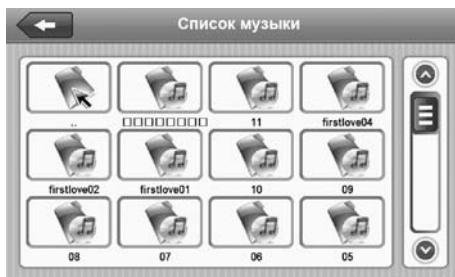 Список музыки
..
□□□□□□□□ 11 firstlove04
firstlove02 firstlove01 10 09
08 07 06 05